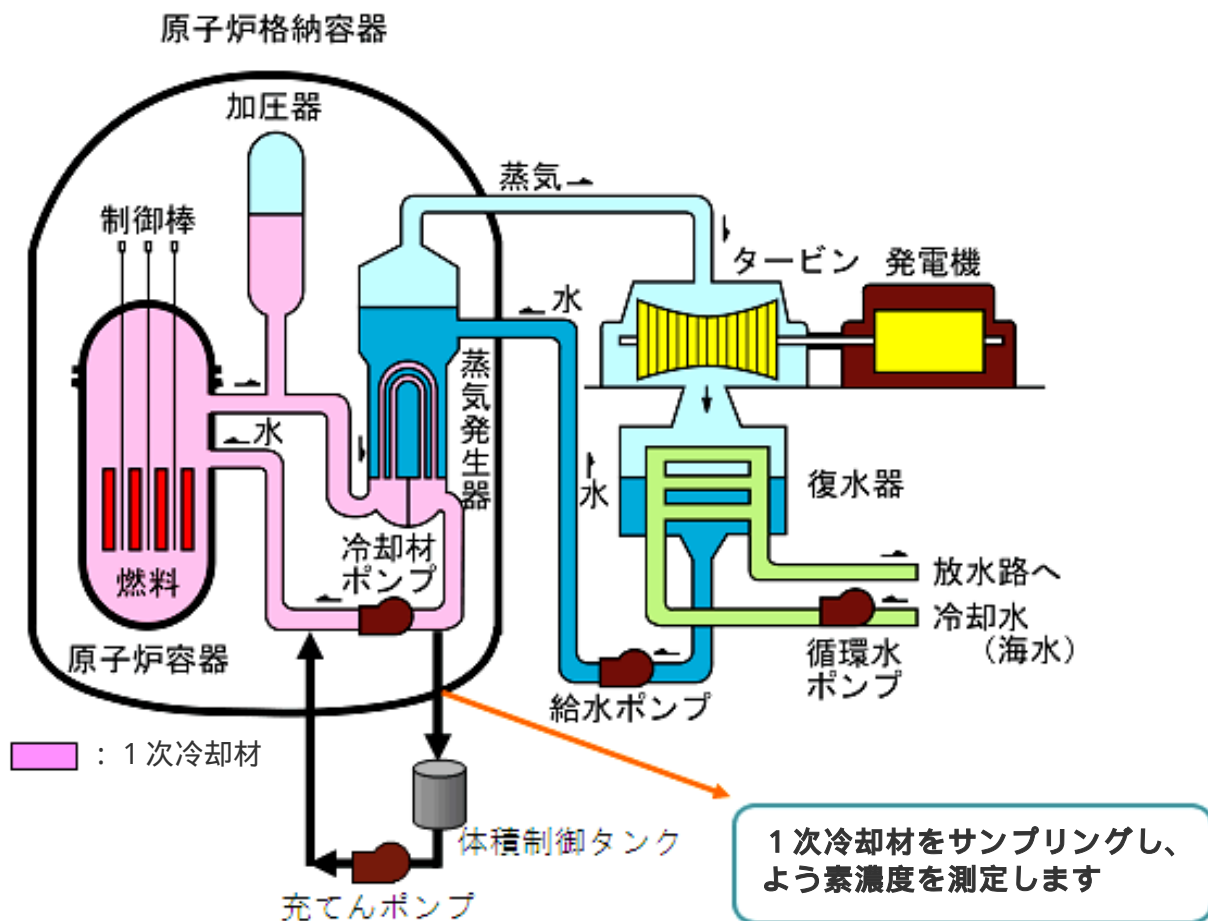 原子炉格納容器
加圧器
蒸気
制御棒
タービン
発電機
水
蒸気発生器
水
水
復水器
冷却材
ポンプ
燃料
放水路へ
冷却水
(海水)
原子炉容器
循環水
ポンプ
給水ポンプ
:1次冷却材
体積制御タンク
充てんポンプ
1次冷却材をサンプリングし、
よう素濃度を測定します